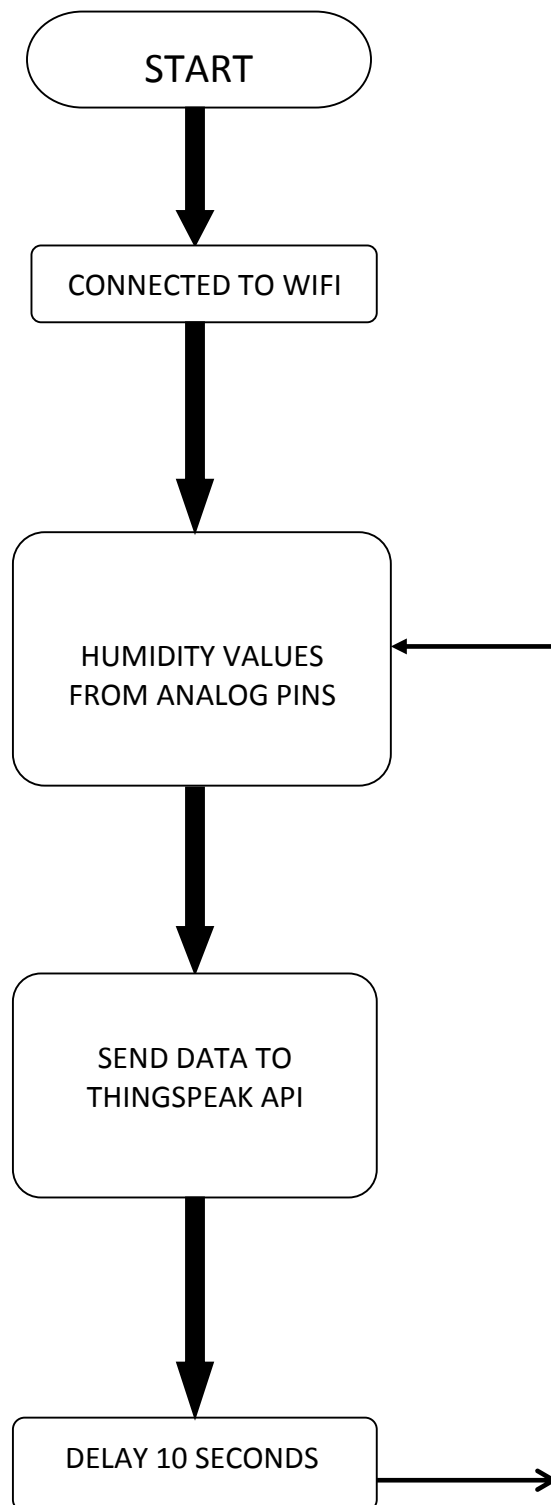 START
CONNECTED TO WIFI
HUMIDITY VALUES
FROM ANALOG PINS
SEND DATA TO
THINGSPEAK API
DELAY 10 SECONDS